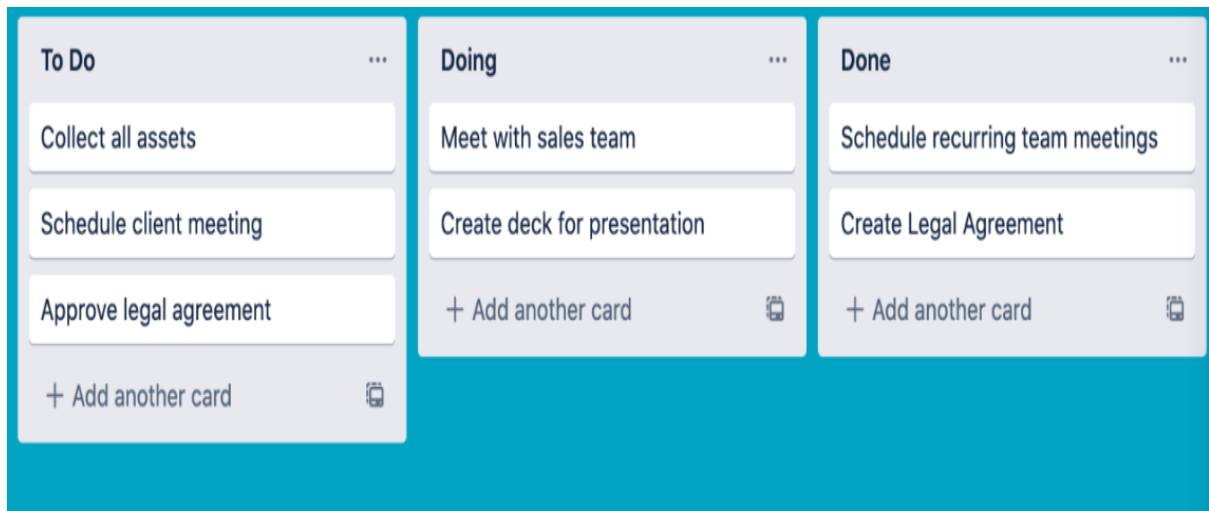 To Do
...
Collect all assets
Schedule client meeting
Approve legal agreement
+ Add another card
Doing
...
Meet with sales team
Create deck for presentation
+ Add another card
Done
...
Schedule recurring team meetings
Create Legal Agreement
+ Add another card